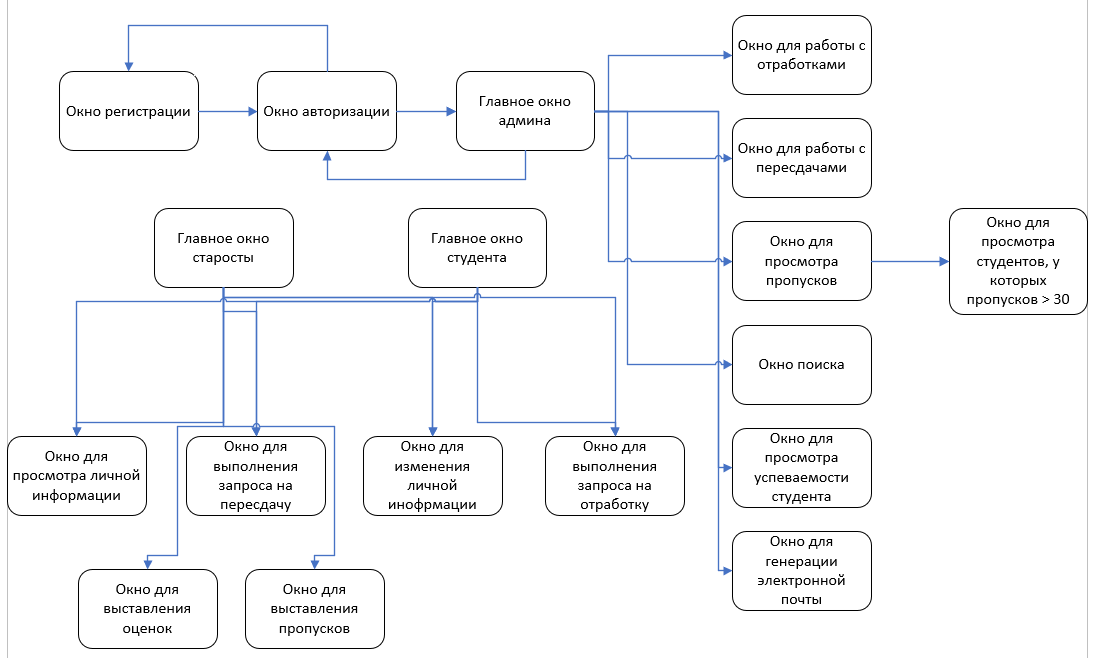 Окно для работы с
отработками
Окно регистрации
Окно авторизации
Главное окно
админа
Окно для работы с
пересдачами
Главное окно
старосты
Главное окно
студента
Окно для
просмотра
пропусков
Окно для
просмотра
студентов, у
которых
пропусков > 30
Окно поиска
Окно для
просмотра личной
информации
Окно для
выполнения
запроса на
пересдачу
Окно для
изменения
личной
инофрмации
Окно для
выполнения
запроса на
отработку
Окно для
просмотра
успеваемости
студента
Окно для
генерации
электронной
почты
Окно для
выставления
оценок
Окно для
выставления
пропусков